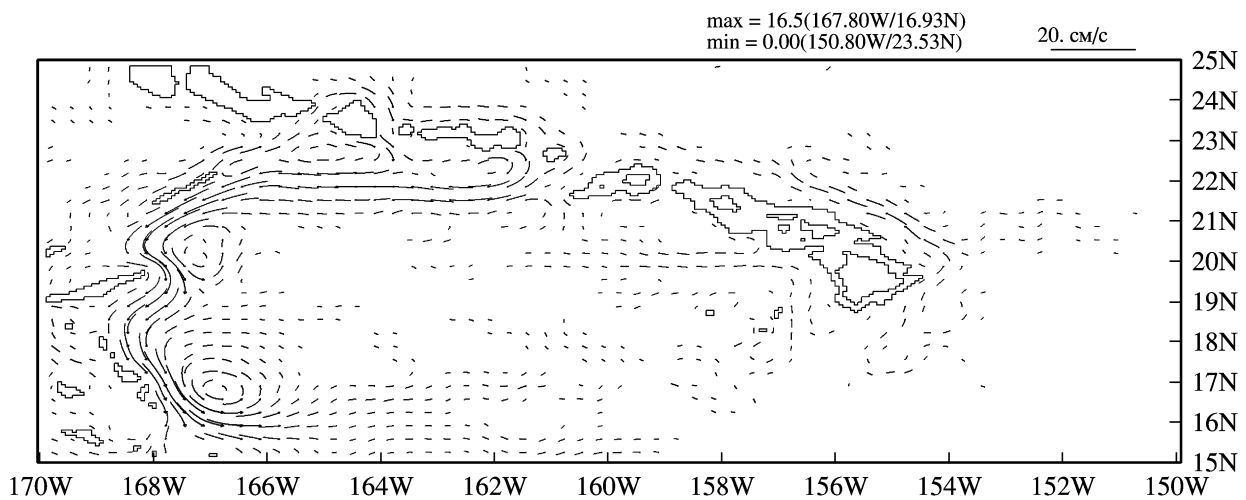 max = 16.5(167.80W/16.93N)
min = 0.00(150.80W/23.53N)
20. см/с
25N
24N
23N
22N
21N
20N
19N
18N
17N
16N
15N
170W 168W 166W 164W 162W 160W 158W 156W 154W 152W 150W